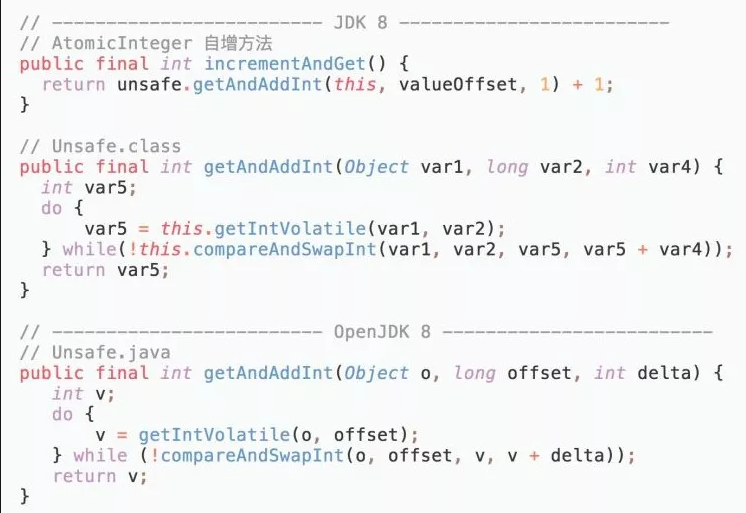 // ------------------------- JDK 8 -------------------------
// AtomicInteger 自增方法
public final int incrementAndGet() {
  return unsafe.getAndAddInt(this, valueOffset, 1) + 1;
}
// Unsafe.class
public final int getAndAddInt(Object var1, long var2, int var4) {
  int var5;
  do {
      var5 = this.getIntVolatile(var1, var2);
  } while(!this.compareAndSwapInt(var1, var2, var5, var5 + var4));
  return var5;
}
// ------------------------- OpenJDK 8 -------------------------
// Unsafe.java
public final int getAndAddInt(Object o, long offset, int delta) {
   int v;
   do {
       v = getIntVolatile(o, offset);
   } while (!compareAndSwapInt(o, offset, v, v + delta));
   return v;
}